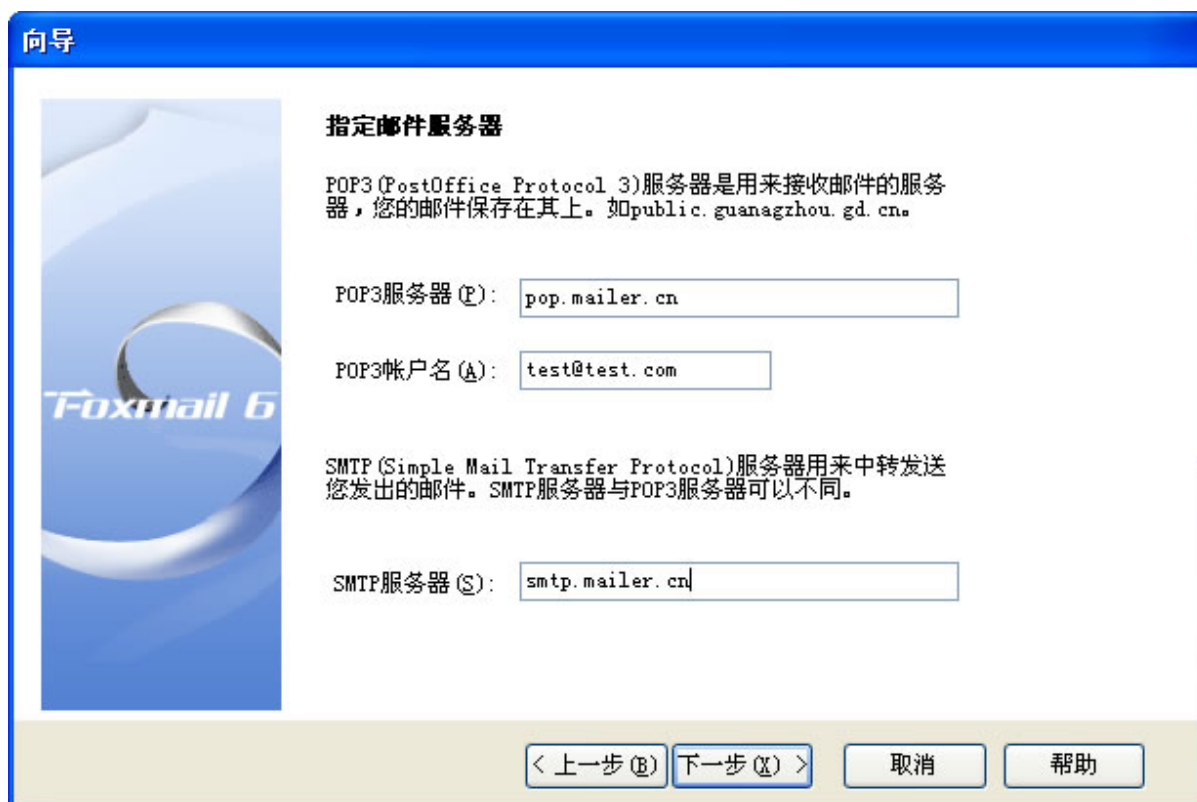 向导
指定邮件服务器
POP3(PostOffice Protocol 3)服务器是用来接收邮件的服务
器，您的邮件保存在其上。如public.guanagzhou.gd.cn。
POP3服务器(P): pop.mailer.cn
POP3帐户名(A): test@test.com
Foxmail 6
SMTP(Simple Mail Transfer Protocol)服务器用来中转发送
您发出的邮件。SMTP服务器与POP3服务器可以不同。
SMTP服务器(S): smtp.mailer.cn
< 上一步(B) 下一步(X) > 取消 帮助